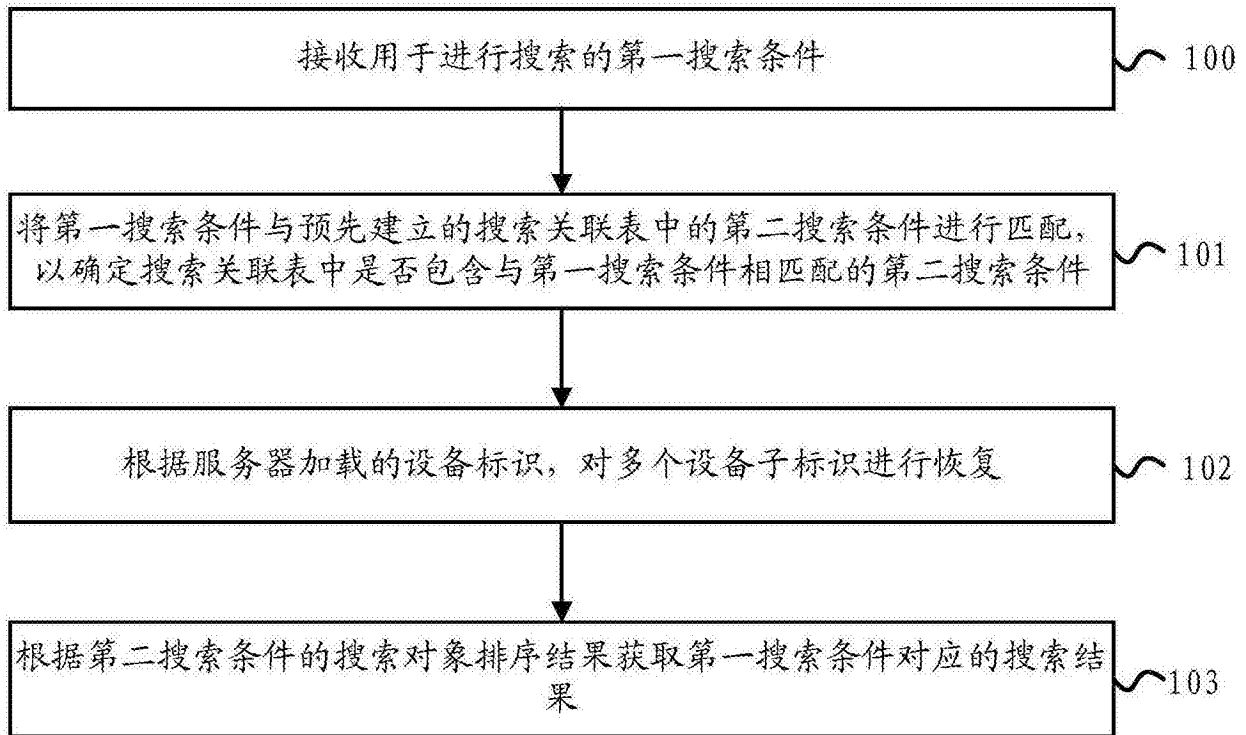 接收用于进行搜索的第一搜索条件
100
将第一搜索条件与预先建立的搜索关联表中的第二搜索条件进行匹配，
以确定搜索关联表中是否包含与第一搜索条件相匹配的第二搜索条件
101
根据服务器加载的设备标识，对多个设备子标识进行恢复
102
根据第二搜索条件的搜索对象排序结果获取第一搜索条件对应的搜索结
果
103